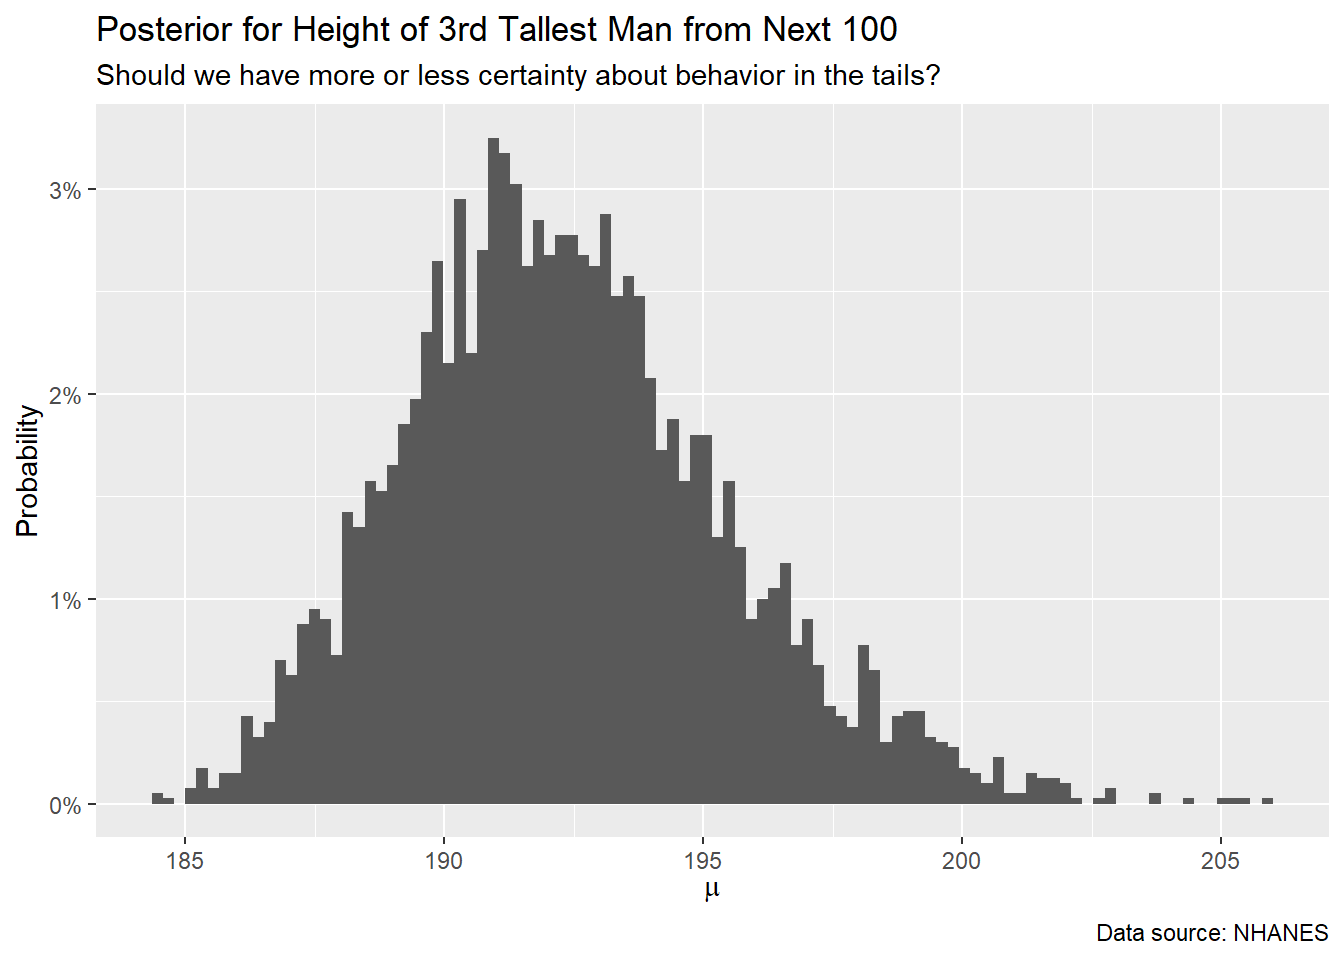 Posterior for Height of 3rd Tallest Man from Next 100
Should we have more or less certainty about behavior in the tails?
Probability
3%
2%
1%
0%
185 190 195 200 205
μ
Data source: NHANES